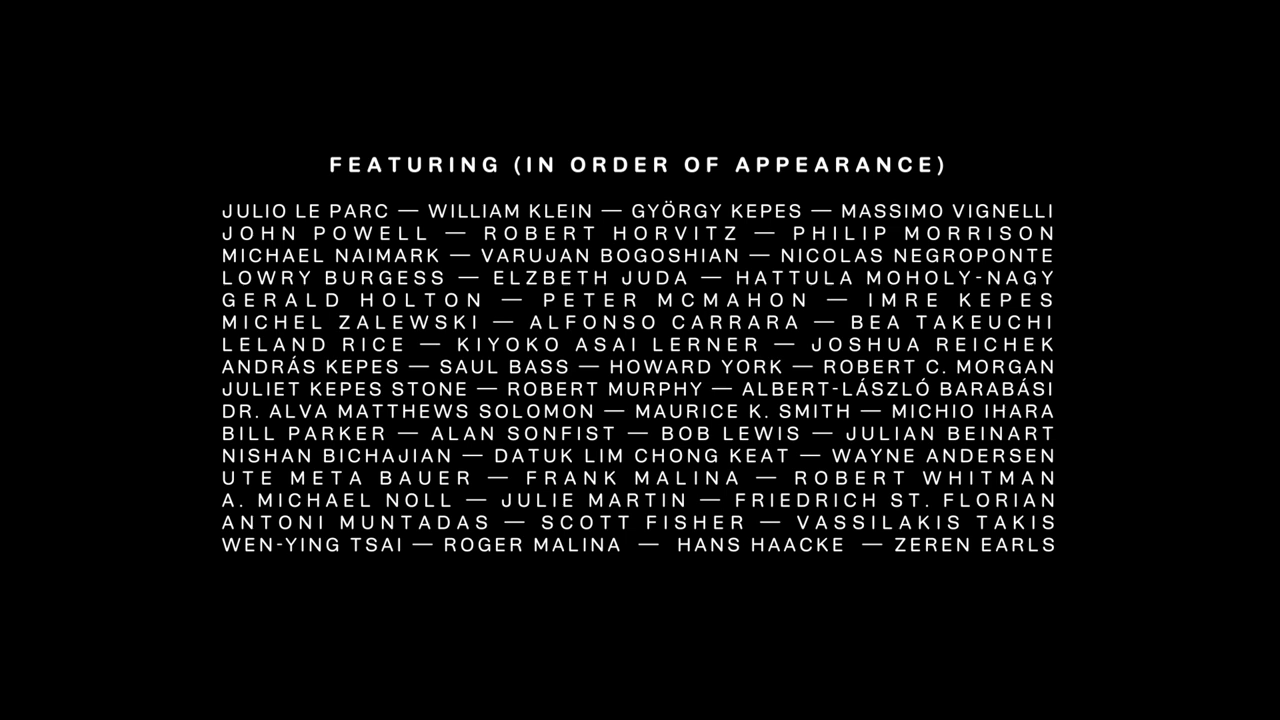 FEATURING (IN ORDER OF APPEARANCE)
JULIO LE PARC — WILLIAM KLEIN — GYÖRGY KEPES — MASSIMO VIGNELLI
JOHN POWELL — ROBERT HORVITZ — PHILIP MORRISON
MICHAEL NAIMARK — VARUJAN BOGOSHIAN — NICOLAS NEGROPONTE
LOWRY BURGESS — ELZBETH JUDA — HATTULA MOHOLY-NAGY
GERALD HOLTON — PETER MCMAHON — IMRE KEPES
MICHEL ZALEWSKI — ALFONSO CARRARA — BEA TAKEUCHI
LELAND RICE — KIYOKO ASAI LERNER — JOSHUA REICHEK
ANDRÁS KEPES — SAUL BASS — HOWARD YORK — ROBERT C. MORGAN
JULIET KEPES STONE — ROBERT MURPHY — ALBERT-LÁSZLÓ BARABÁSI
DR. ALVA MATTHEWS SOLOMON — MAURICE K. SMITH — MICHIO IHARA
BILL PARKER — ALAN SONFIST — BOB LEWIS — JULIAN BEINART
NISHAN BICHAJIAN — DATUK LIM CHONG KEAT — WAYNE ANDERSEN
UTE META BAUER — FRANK MALINA — ROBERT WHITMAN
A. MICHAEL NOLL — JULIE MARTIN — FRIEDRICH ST. FLORIAN
ANTONI MUNTADAS — SCOTT FISHER — VASSILAKIS TAKIS
WEN-YING TSAI — ROGER MALINA — HANS HAACKE — ZEREN EARLS